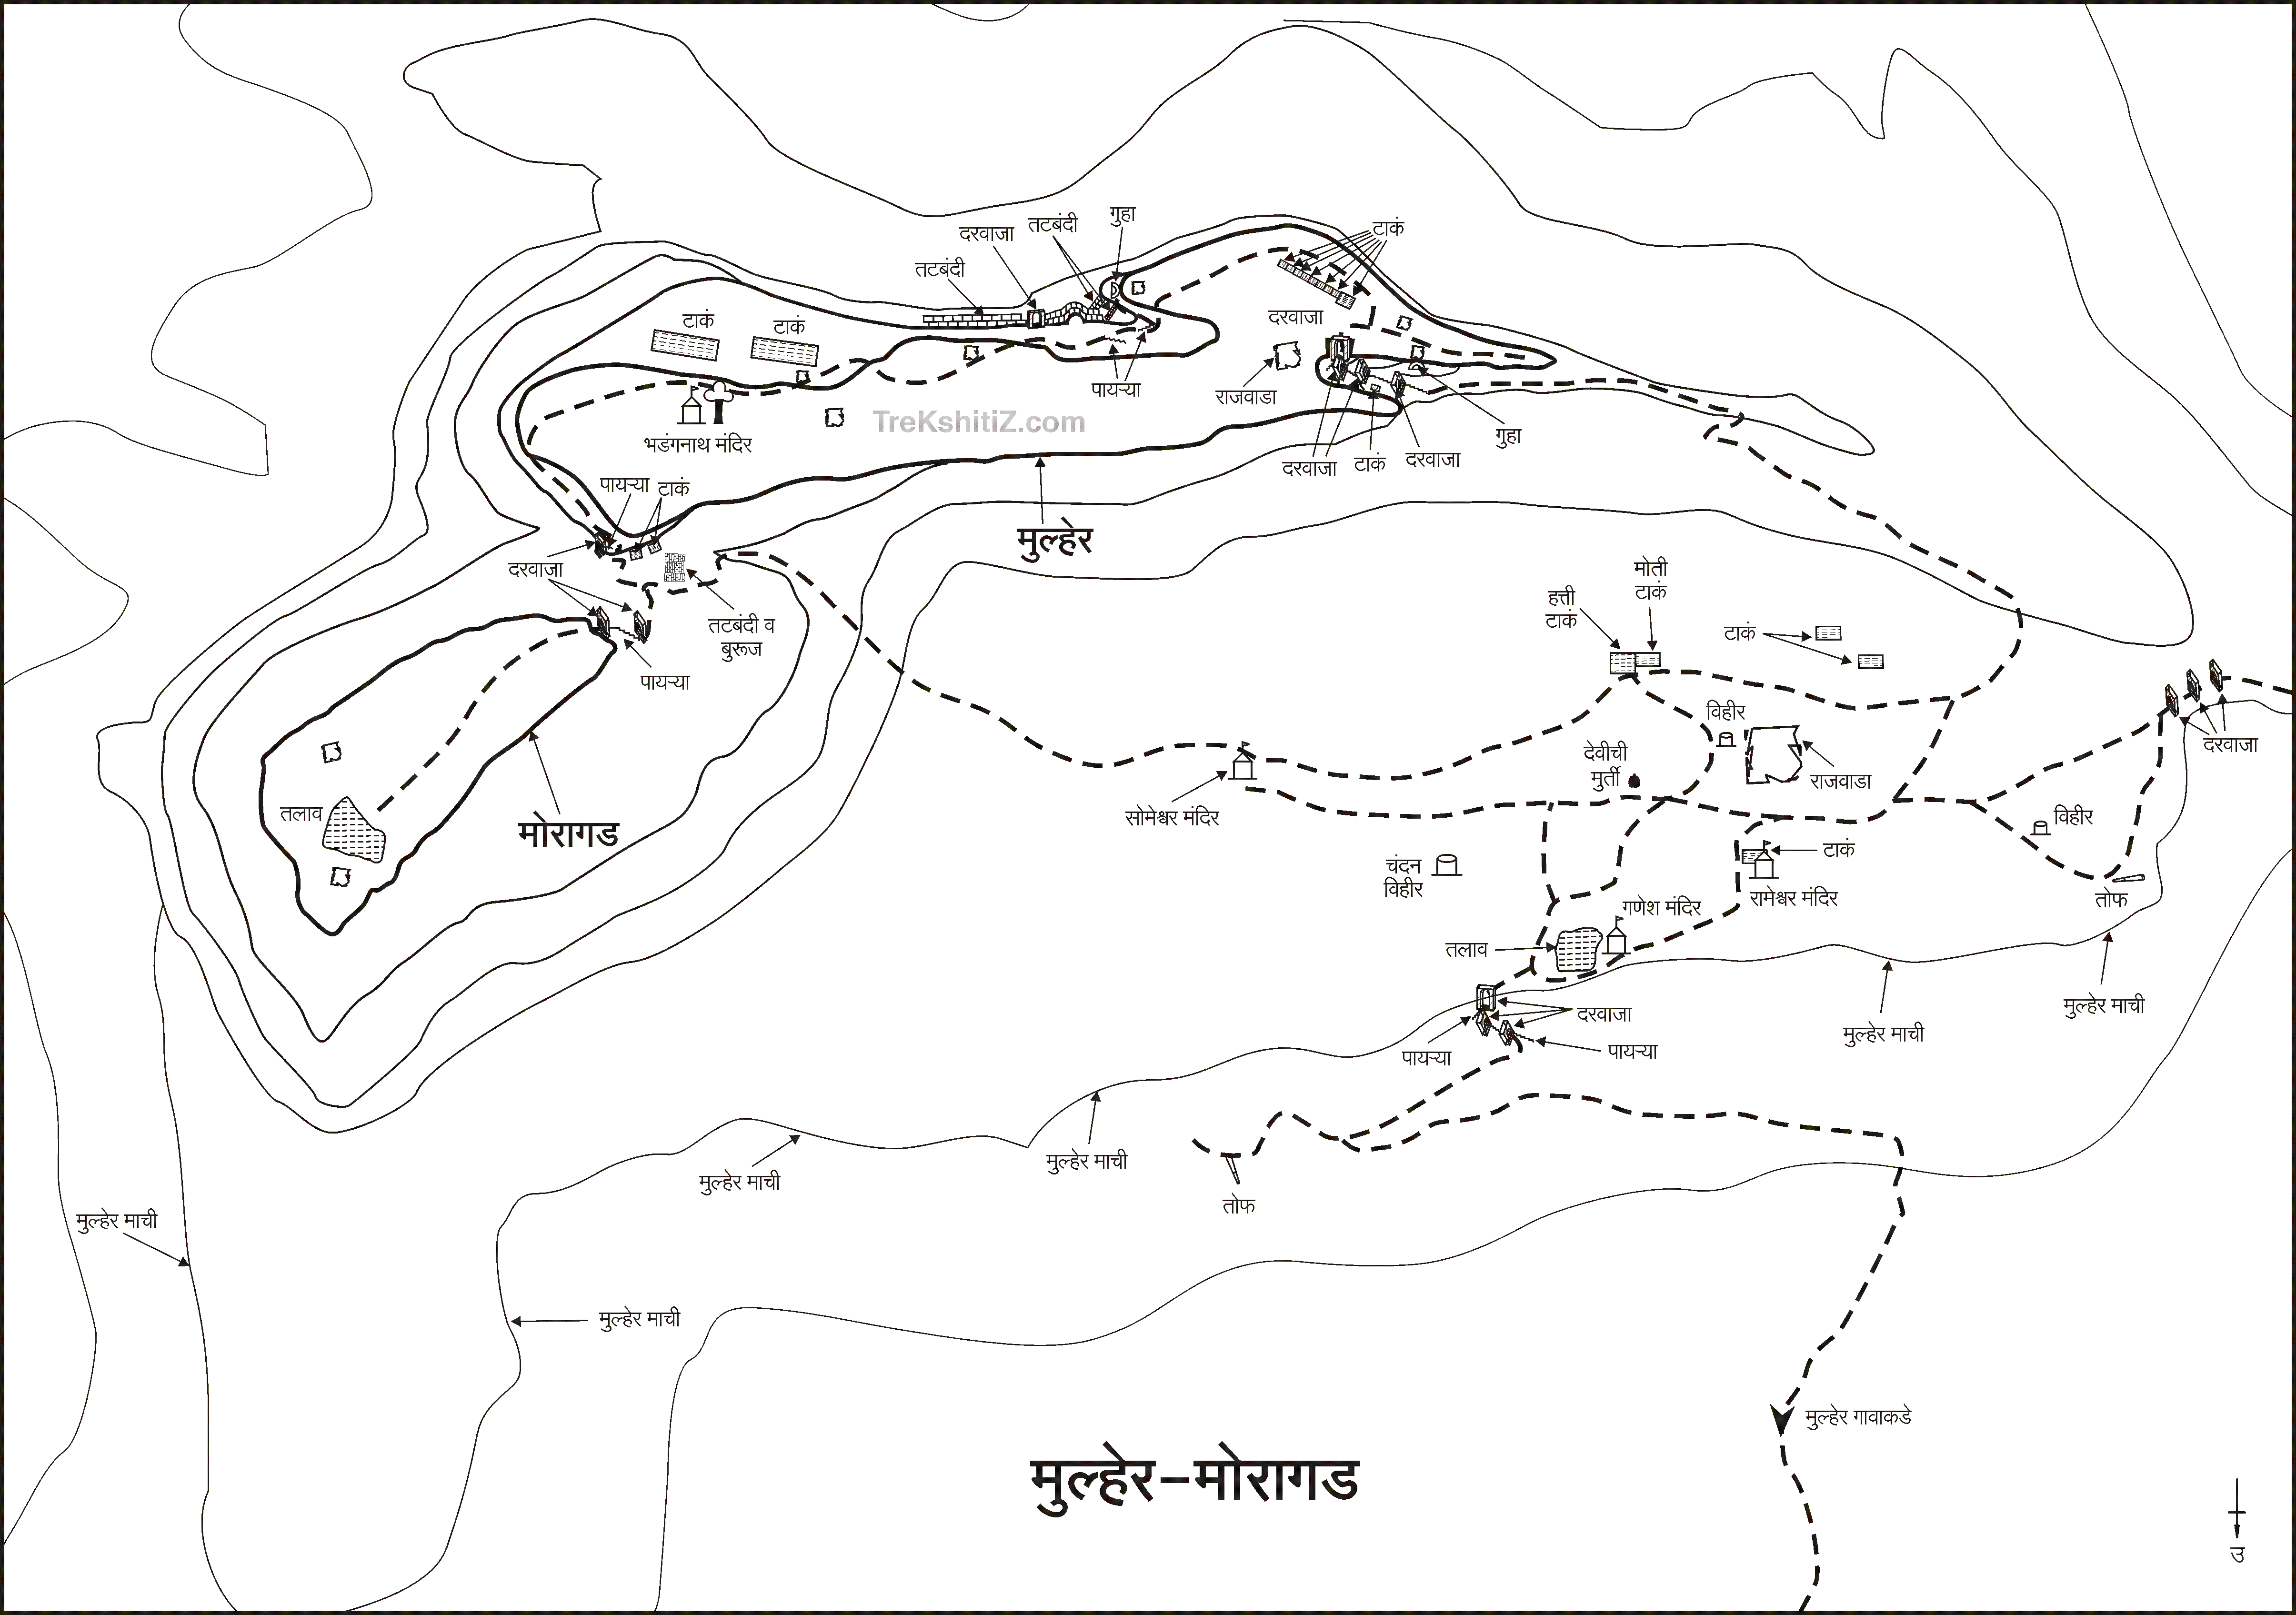 गुहा
तटबंदी
दरवाजा
टाकं
तटबंदी
टाकं
टाकं
दरवाजा
पायऱ्या
राजवाडा
TreKshitiZ.com
भडंगनाथ मंदिर
गुहा
दरवाजा
टाकं
दरवाजा
पायऱ्या
टाकं
मुल्हेर
दरवाजा
मोती
टाकं
हत्ती
टाकं
तटबंदी व
बुरूज
टाकं
पायऱ्या
विहीर
दरवाजा
देवीची
मुर्ती
राजवाडा
तलाव
सोमेश्वर मंदिर
विहीर
मोरागड
टाकं
चंदन
विहीर
रामेश्वर मंदिर
तोफ
गणेश मंदिर
तलाव
मुल्हेर माची
दरवाजा
मुल्हेर माची
पायऱ्या
पायऱ्या
मुल्हेर माची
मुल्हेर माची
तोफ
मुल्हेर माची
मुल्हेर माची
मुल्हेर गावाकडे
मुल्हेर-मोरागड
उ